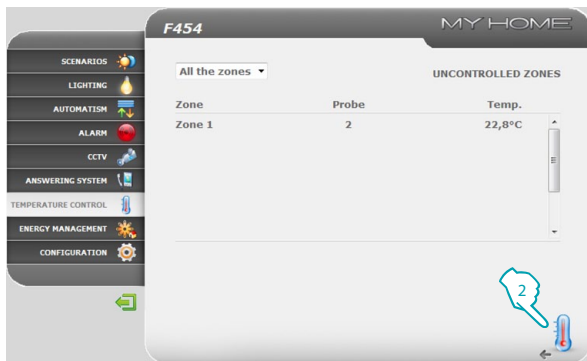 F454
MY HOME
SCENARIOS
LIGHTING
AUTOMATISM
ALARM
CCTV
ANSWERING SYSTEM
TEMPERATURE CONTROL
ENERGY MANAGEMENT
CONFIGURATION
All the zones
UNCONTROLLED ZONES
Zone Probe Temp.
Zone 1 2 22,8°C
2